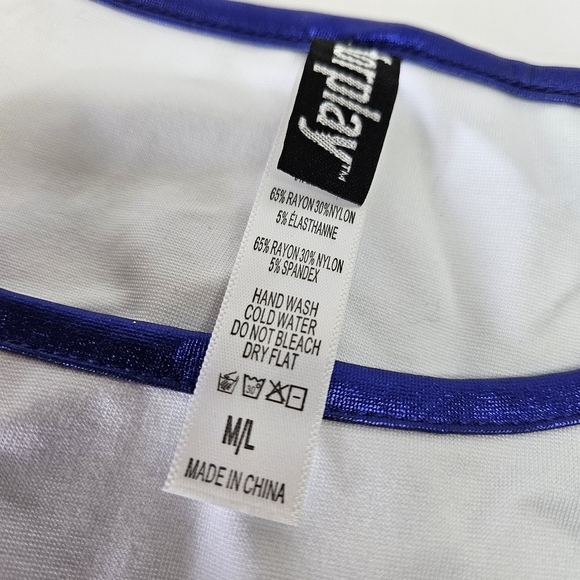 ™
65% RAYON 30% NYLON
5% ÉLASTHANNE
65% RAYON 30% NYLON
5% SPANDEX
HAND WASH
COLD WATER
DO NOT BLEACH
DRY FLAT
M/L
MADE IN CHINA